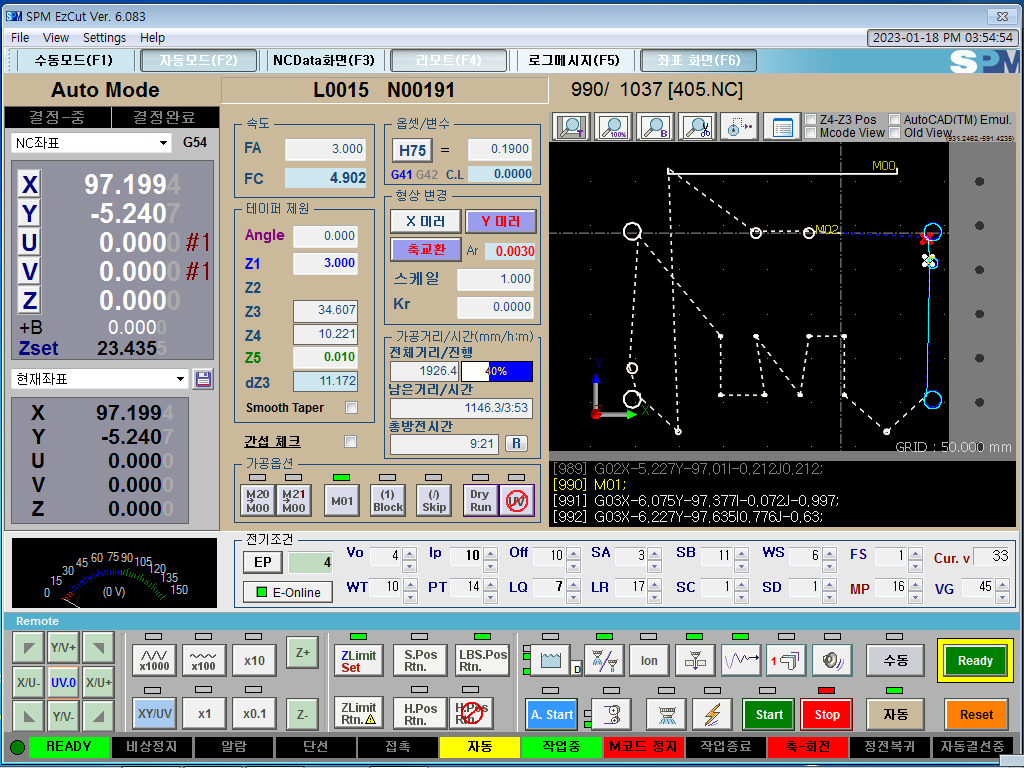 SPM EzCut Ver. 6.083
File View Settings Help
2023-01-18 PM 03:54:54
수동모드(F1) 자동모드(F2) NCData화면(F3) 리모트(F4) 로그메시지(F5) 좌표 화면(F6) SPM
Auto Mode L0015 N00191 990/ 1037 [405.NC]
결정-중 결정완료
NC좌표 G54
X 97.1994
Y -5.2407
U 0.0000 #1
V 0.0000 #1
Z 0.0000
+B 0.0000
Zset 23.4355
현재좌표
X 97.1994
Y -5.2407
U 0.0000
V 0.0000
Z 0.0000
속도
FA 3.000
FC 4.902
테이퍼 제원
Angle 0.000
Z1 3.000
Z2
Z3 34.607
Z4 10.221
Z5 0.010
dZ3 11.172
Smooth Taper
간섭 체크
옵셋/변수
H75 = 0.1900
G41 G42 C.L 0.0000
형상 변경
X 미러 Y 미러
축교환 Ar 0.0030
스케일 1.000
Kr 0.0000
가공거리/시간(mm/h:m)
전체거리/진행
1926.4 40%
남은거리/시간
1146.3/3:53
총방전시간
9:21 R
가공옵션
M20 M00 M21 M00 M01 (1) Block (/) Skip Dry Run UV
T 100% B
Z4-Z3 Pos AutoCAD(TM) Emul.
Mcode View Old View
(931.2462,-591.4235)
M00
M02
Y
X
GRID : 50.000 mm
[989] G02X-5,227Y-97,01I-0,212J0,212;
[990] M01;
[991] G03X-6,075Y-97,377I-0,072J-0,997;
[992] G03X-6,227Y-97,635I0,776J-0,63;
0 15 30 45 60 75 90 105 120 135 150
(0 V)
전기조건
EP 4 Vo 4 Ip 10 Off 10 SA 3 SB 11 WS 6 FS 1 Cur. v 33
E-Online WT 10 PT 14 LQ 7 LR 17 SC 1 SD 1 MP 16 VG 45
Remote
Y/V+
X/U- UV.0 X/U+
Y/V-
x1000 x100 x10 Z+
XY/UV x1 x0.1 Z-
ZLimit Set S.Pos Rtn. LBS.Pos Rtn.
ZLimit Rtn. H.Pos Rtn. H.Pos Rtn.
D Ion 1 수동 Ready
A. Start Start Stop 자동 Reset
READY 비상정지 알람 단선 접촉 자동 작업중 M코드 정지 작업종료 축-회전 정전복귀 자동결선중